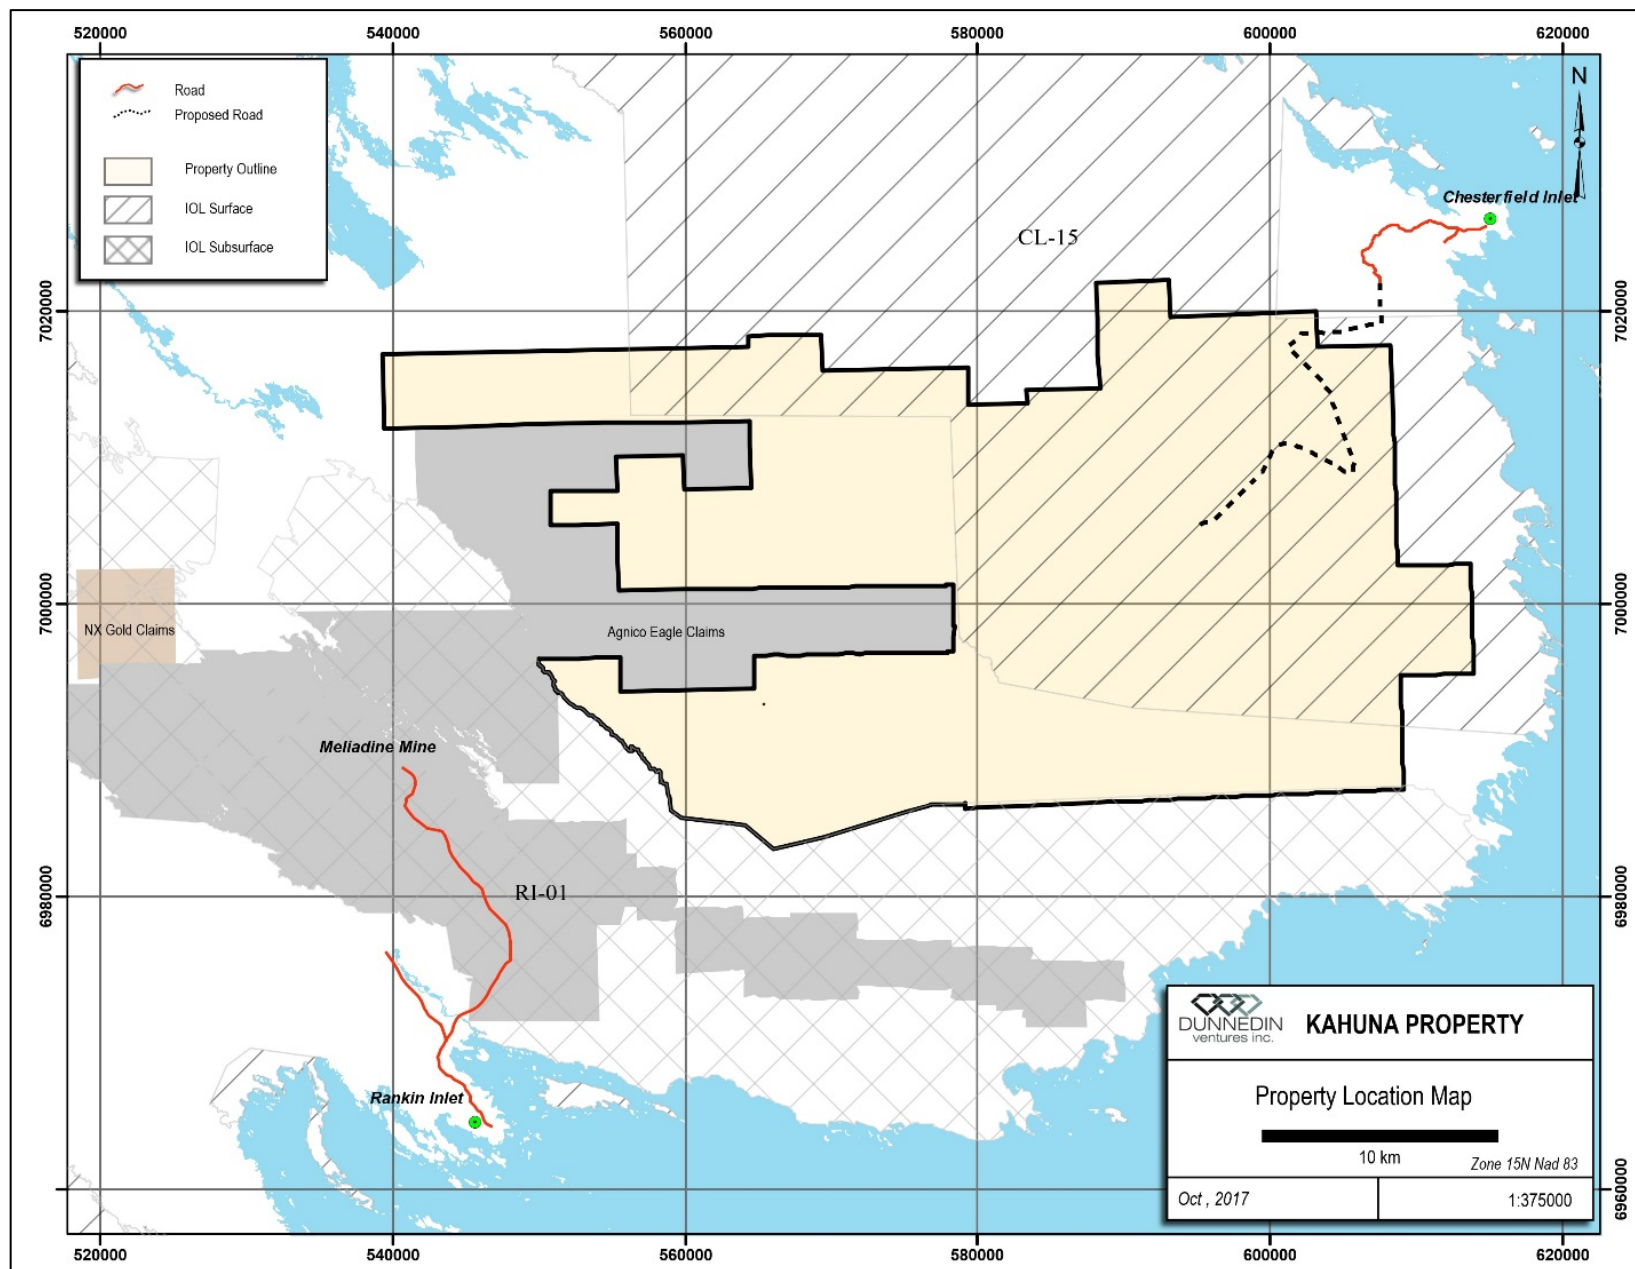 520000
540000
560000
580000
600000
620000
Road
Proposed Road
Property Outline
IOL Surface
IOL Subsurface
N
Chesterfield Inlet
CL-15
7020000
7020000
7000000
7000000
NX Gold Claims
Agnico Eagle Claims
Meliadine Mine
RI-01
6980000
6980000
Rankin Inlet
DUNNEDIN
ventures inc.
KAHUNA PROPERTY
Property Location Map
10 km
Zone 15N Nad 83
Oct , 2017
1:375000
6960000
6960000
520000
540000
560000
580000
600000
620000